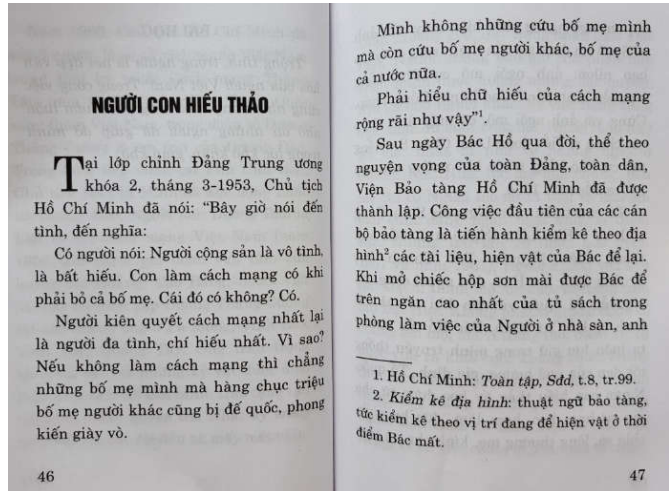 NGƯỜI CON HIẾU THẢO
Tại lớp chỉnh Đảng Trung ương
khóa 2, tháng 3-1953, Chủ tịch
Hồ Chí Minh đã nói: “Bây giờ nói đến
tình, đến nghĩa:
Có người nói: Người cộng sản là vô tình,
là bất hiếu. Con làm cách mạng có khi
phải bỏ cả bố mẹ. Cái đó có không? Có.
Người kiên quyết cách mạng nhất lại
là người đa tình, chí hiếu nhất. Vì sao?
Nếu không làm cách mạng thì chẳng
những bố mẹ mình mà hàng chục triệu
bố mẹ người khác cũng bị đế quốc, phong
kiến giày vò.
46
Mình không những cứu bố mẹ mình
mà còn cứu bố mẹ người khác, bố mẹ của
cả nước nữa.
Phải hiểu chữ hiếu của cách mạng
rộng rãi như vậy”1.
Sau ngày Bác Hồ qua đời, thể theo
nguyện vọng của toàn Đảng, toàn dân,
Viện Bảo tàng Hồ Chí Minh đã được
thành lập. Công việc đầu tiên của các cán
bộ bảo tàng là tiến hành kiểm kê theo địa
hình2 các tài liệu, hiện vật của Bác để lại.
Khi mở chiếc hộp sơn mài được Bác để
trên ngăn cao nhất của tủ sách trong
phòng làm việc của Người ở nhà sàn, anh
1. Hồ Chí Minh: Toàn tập, Sđd, t.8, tr.99.
2. Kiểm kê địa hình: thuật ngữ bảo tàng,
tức kiểm kê theo vị trí đang để hiện vật ở thời
điểm Bác mất.
47